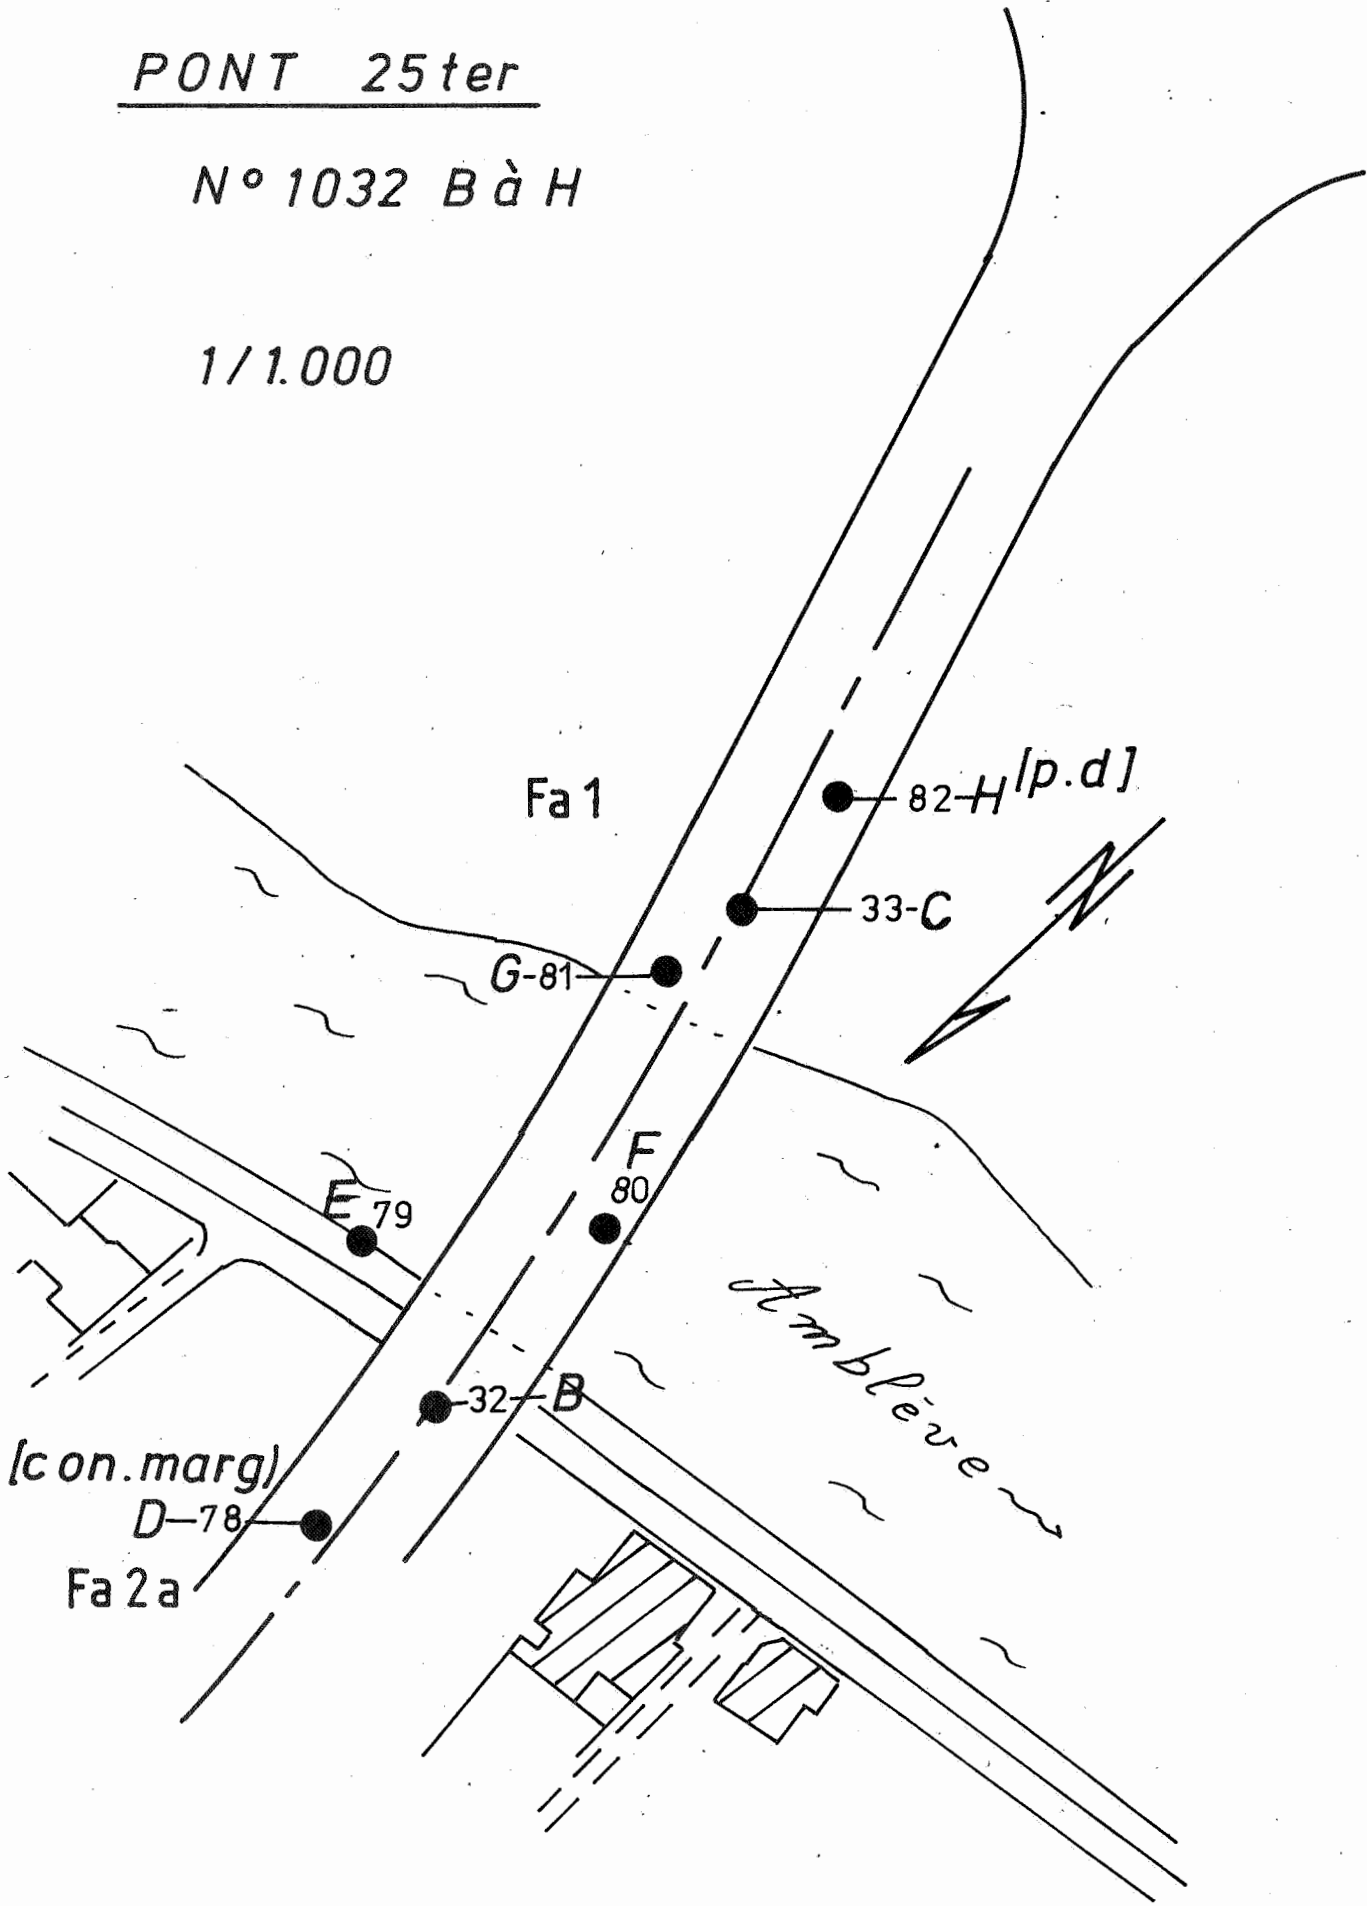 PONT 25ter
N° 1032 B à H
1/1.000
Fa 1
82-H [p.d]
33-C
G-81
F
80
E 79
Amblève
32-B
[con.marg)
D-78
Fa 2a
N